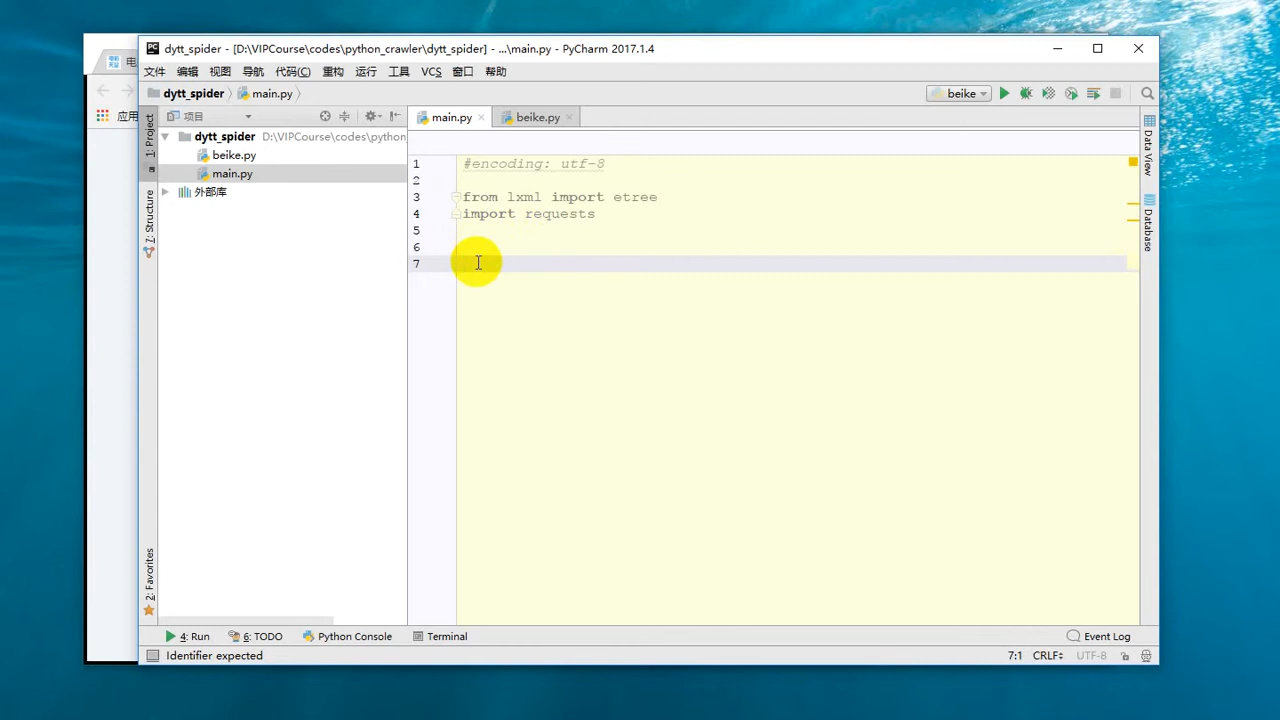 dytt_spider - [D:\VIPCourse\codes\python_crawler\dytt_spider] - ...\main.py - PyCharm 2017.1.4
文件 编辑 视图 导航 代码(C) 重构 运行 工具 VCS 窗口 帮助
dytt_spider main.py beike
电
应用
1: Project
项目
main.py beike.py
dytt_spider D:\VIPCourse\codes\python
beike.py
main.py
外部库
Z: Structure
2: Favorites
1 #encoding: utf-8
2
3 from lxml import etree
4 import requests
5
6
7
Data View
Database
4: Run 6: TODO Python Console Terminal Event Log
Identifier expected 7:1 CRLF UTF-8